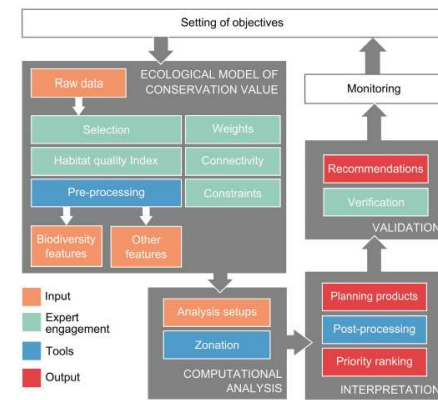 Setting of objectives
ECOLOGICAL MODEL OF
CONSERVATION VALUE
Raw data
Selection
Weights
Habitat quality Index
Connectivity
Pre-processing
Constraints
Biodiversity
features
Other
features
Monitoring
Recommendations
Verification
VALIDATION
Input
Expert
engagement
Tools
Output
Analysis setups
Zonation
COMPUTATIONAL
ANALYSIS
Planning products
Post-processing
Priority ranking
INTERPRETATION